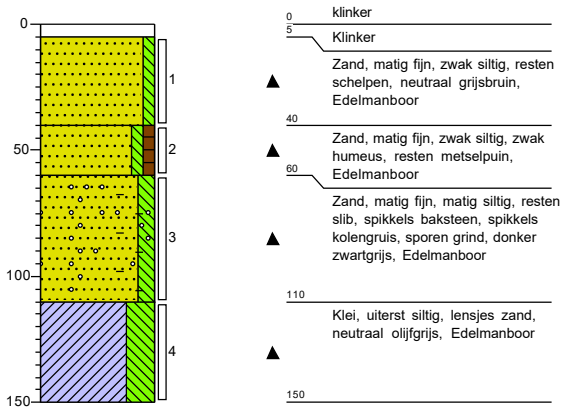 0
50
100
150
1
2
3
4
0
klinker
5
Klinker
Zand, matig fijn, zwak siltig, resten
schelpen, neutraal grijsbruin,
Edelmanboor
40
Zand, matig fijn, zwak siltig, zwak
humeus, resten metselpuin,
Edelmanboor
60
Zand, matig fijn, matig siltig, resten
slib, spikkels baksteen, spikkels
kolengruis, sporen grind, donker
zwartgrijs, Edelmanboor
110
Klei, uiterst siltig, lensjes zand,
neutraal olijfgrijs, Edelmanboor
150